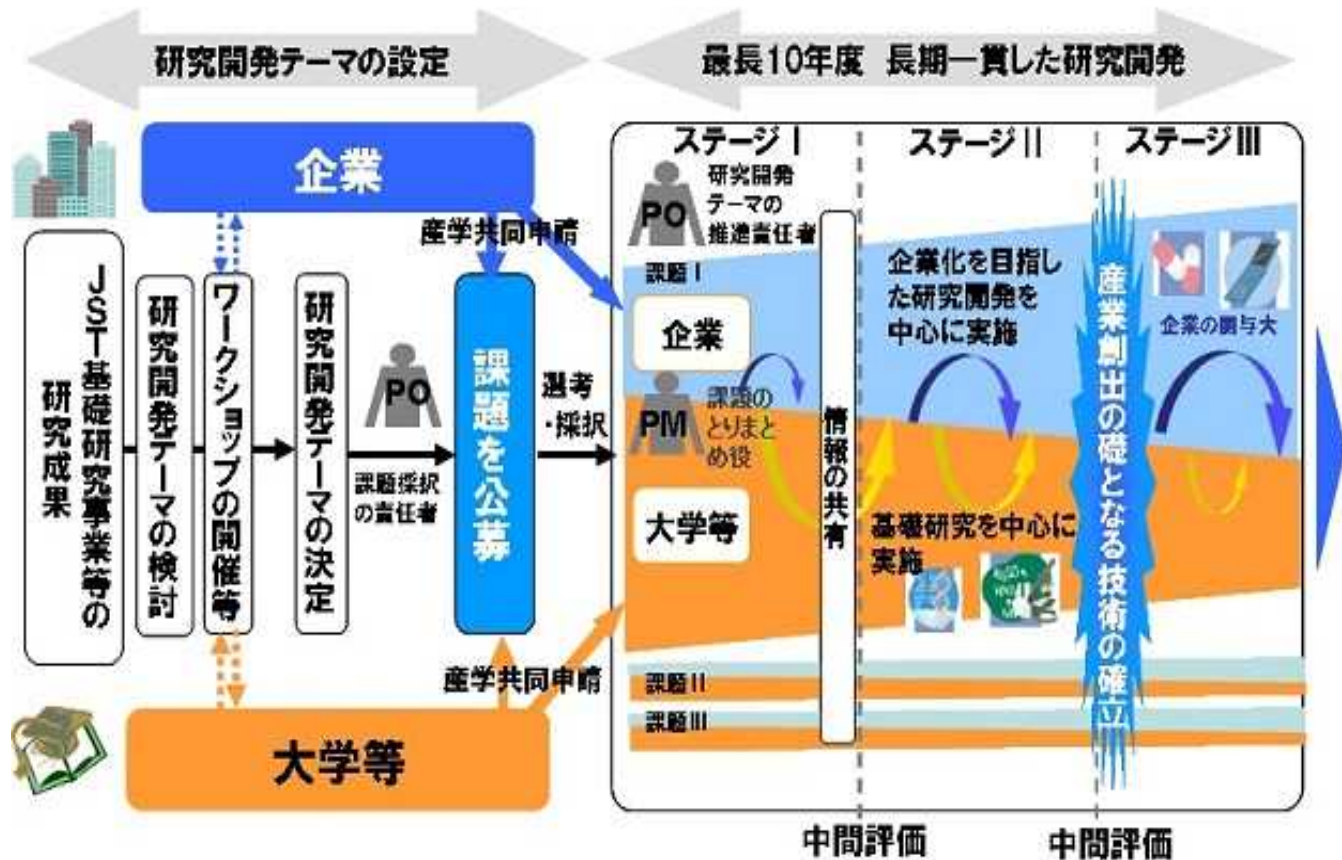 研究開発テーマの設定
最長10年度 長期一貫した研究開発
企業
産学共同申請
JST基礎研究事業等の
研究成果
研究開発テーマの検討
ワークショップの開催等
研究開発テーマの決定
PO
課題採択
の責任者
課題を公募
選考
・採択
産学共同申請
大学等
ステージⅠ
ステージⅡ
ステージⅢ
PO
研究開発
テーマの
推進責任者
課題Ⅰ
企業
PM
課題の
とりまと
め役
大学等
情報の共有
企業化を目指し
た研究開発を
中心に実施
基礎研究を中心に
実施
産業創出の礎となる技術の確立
企業の関与大
課題Ⅱ
課題Ⅲ
中間評価
中間評価